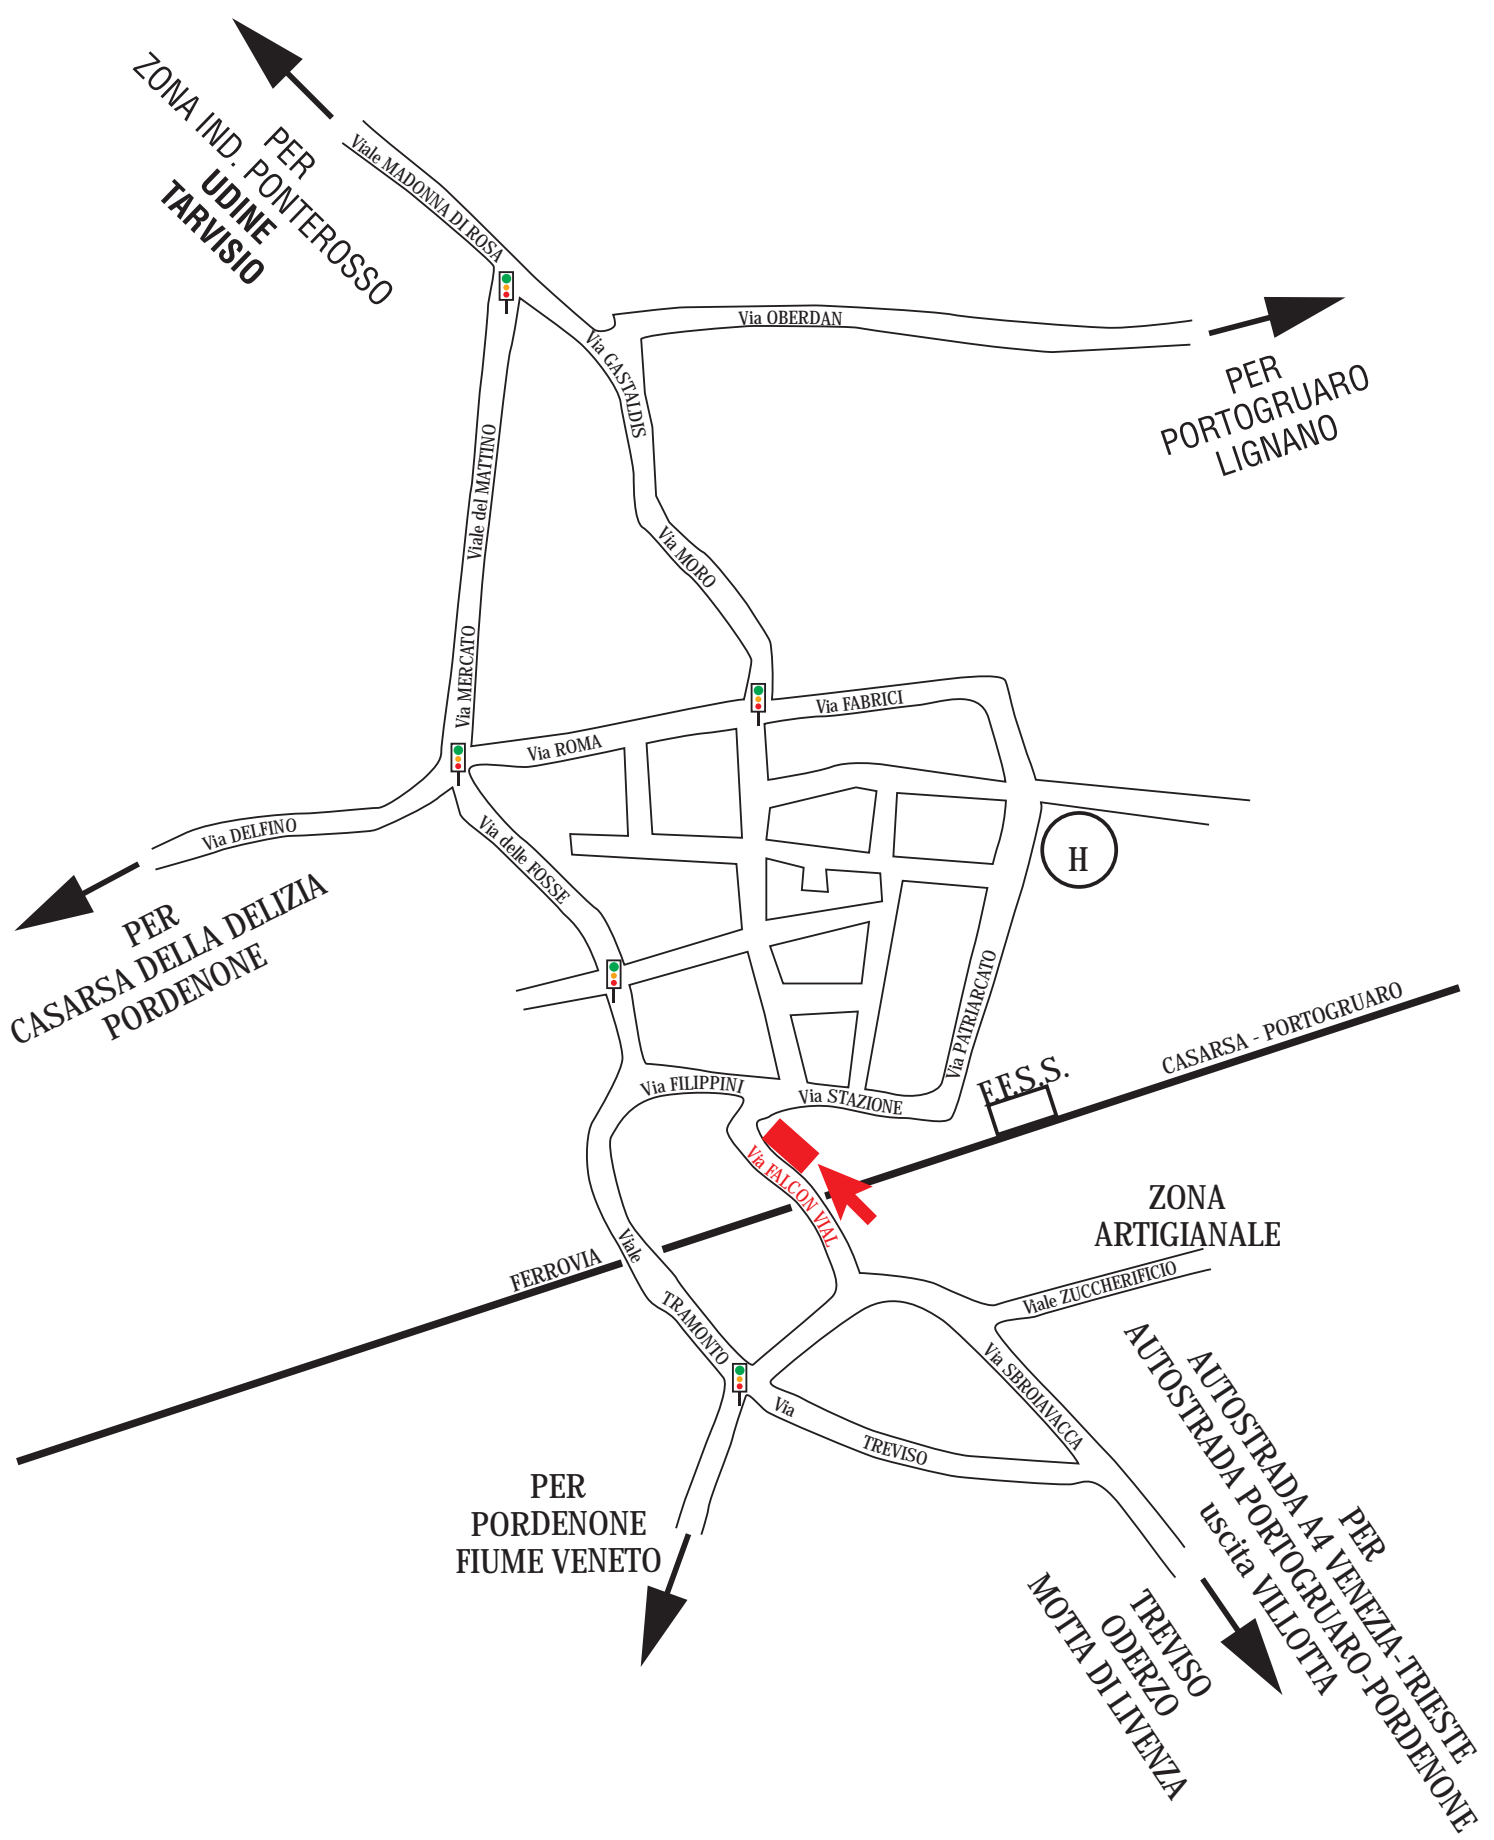 PER
ZONA IND. PONTEROSSO
UDINE
TARVISIO
Viale MADONNA DI ROSA
Via OBERDAN
Via GASTALDIS
PER
PORTOGRUARO
LIGNANO
Viale del MATTINO
Via MORO
Via MERCATO
Via FABRICI
Via ROMA
Via DELFINO
Via delle FOSSE
H
PER
CASARSA DELLA DELIZIA
PORDENONE
Via PATRIARCATO
CASARSA - PORTOGRUARO
F.F.S.S.
Via FILIPPINI
Via STAZIONE
Via FALCON VIAL
ZONA
ARTIGIANALE
Viale
FERROVIA
Viale ZUCCHERIFICIO
TRAMONTO
Via SBROIAVACCA
Via
TREVISO
PER
PORDENONE
FIUME VENETO
PER
AUTOSTRADA A4 VENEZIA-TRIESTE
AUTOSTRADA PORTOGRUARO-PORDENONE
uscita VILLOTTA
TREVISO
ODERZO
MOTTA DI LIVENZA